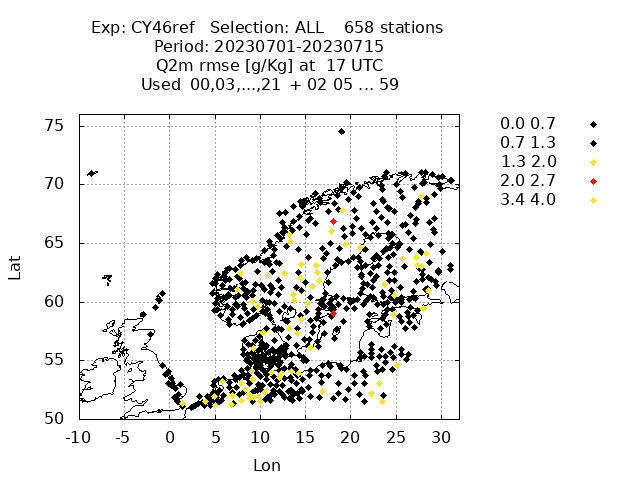 Exp: CY46ref   Selection: ALL    658 stations
Period: 20230701-20230715
Q2m rmse [g/Kg] at  17 UTC
Used  00,03,...,21  + 02 05 ... 59
75
70
65
60
55
50
-10 -5 0 5 10 15 20 25 30
Lat
Lon
0.0 0.7
0.7 1.3
1.3 2.0
2.0 2.7
3.4 4.0